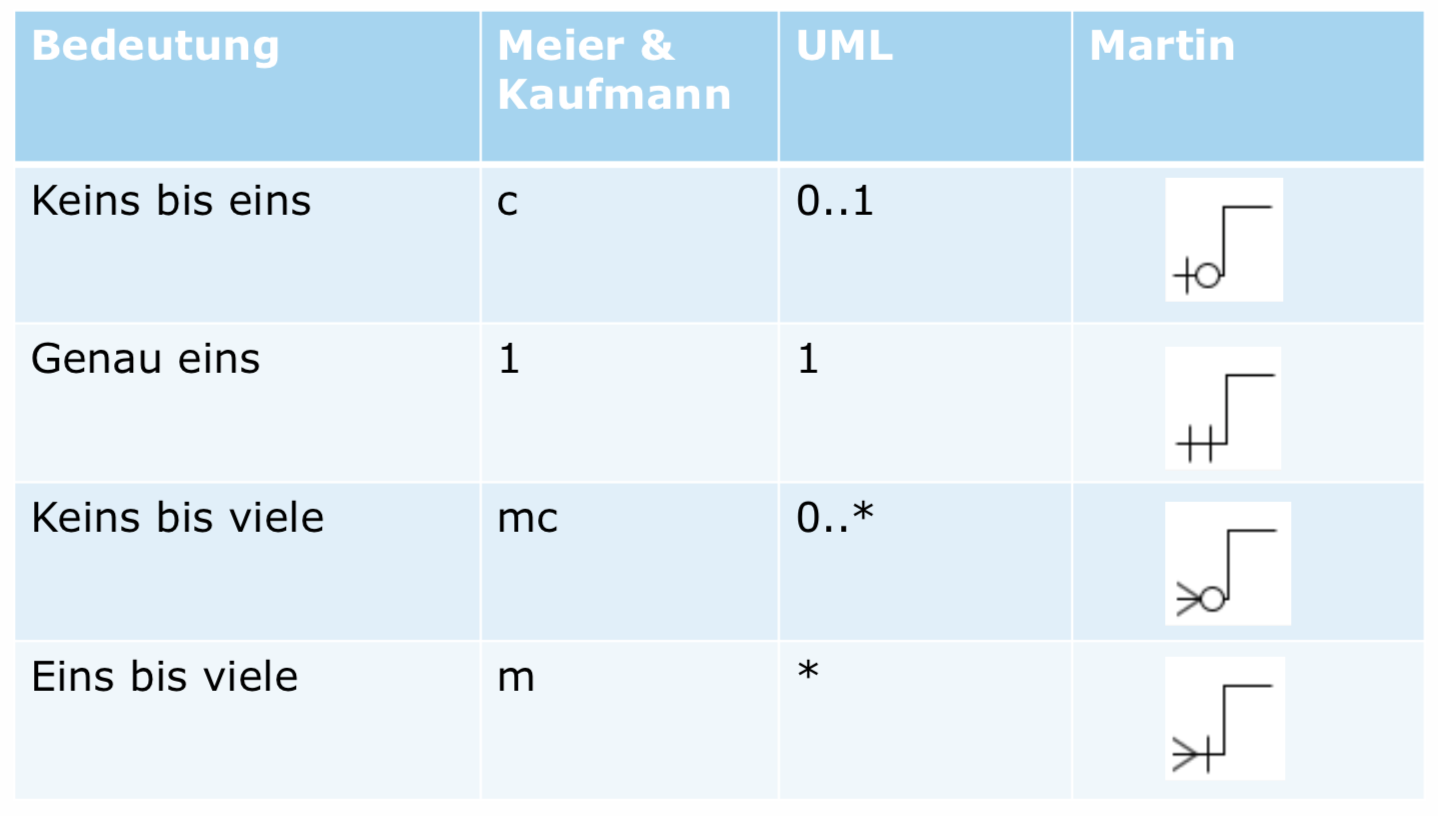 Bedeutung
Meier &
Kaufmann
UML
Martin
Keins bis eins
c
0..1
Genau eins
1
1
Keins bis viele
mc
0..*
Eins bis viele
m
*